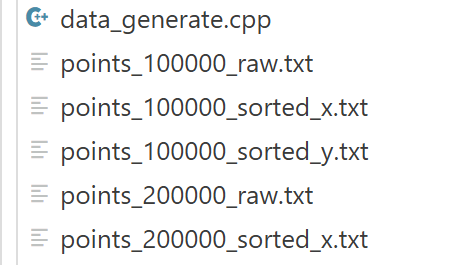 data_generate.cpp
points_100000_raw.txt
points_100000_sorted_x.txt
points_100000_sorted_y.txt
points_200000_raw.txt
points_200000_sorted_x.txt